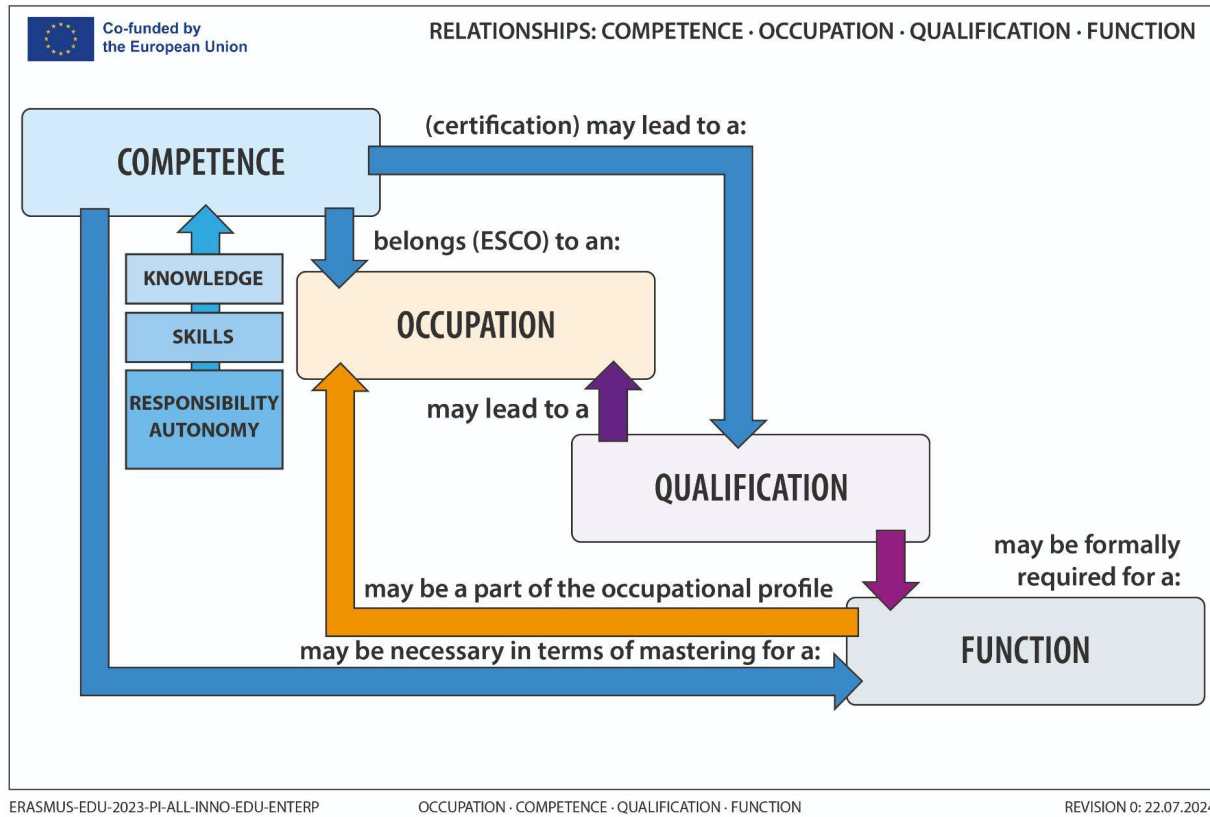 Co-funded by
the European Union
RELATIONSHIPS: COMPETENCE · OCCUPATION · QUALIFICATION · FUNCTION
(certification) may lead to a:
COMPETENCE
belongs (ESCO) to an:
KNOWLEDGE
OCCUPATION
SKILLS
RESPONSIBILITY
AUTONOMY
may lead to a
QUALIFICATION
may be formally
required for a:
may be a part of the occupational profile
FUNCTION
may be necessary in terms of mastering for a:
ERASMUS-EDU-2023-PI-ALL-INNO-EDU-ENTERP
OCCUPATION · COMPETENCE · QUALIFICATION · FUNCTION
REVISION 0: 22.07.2024